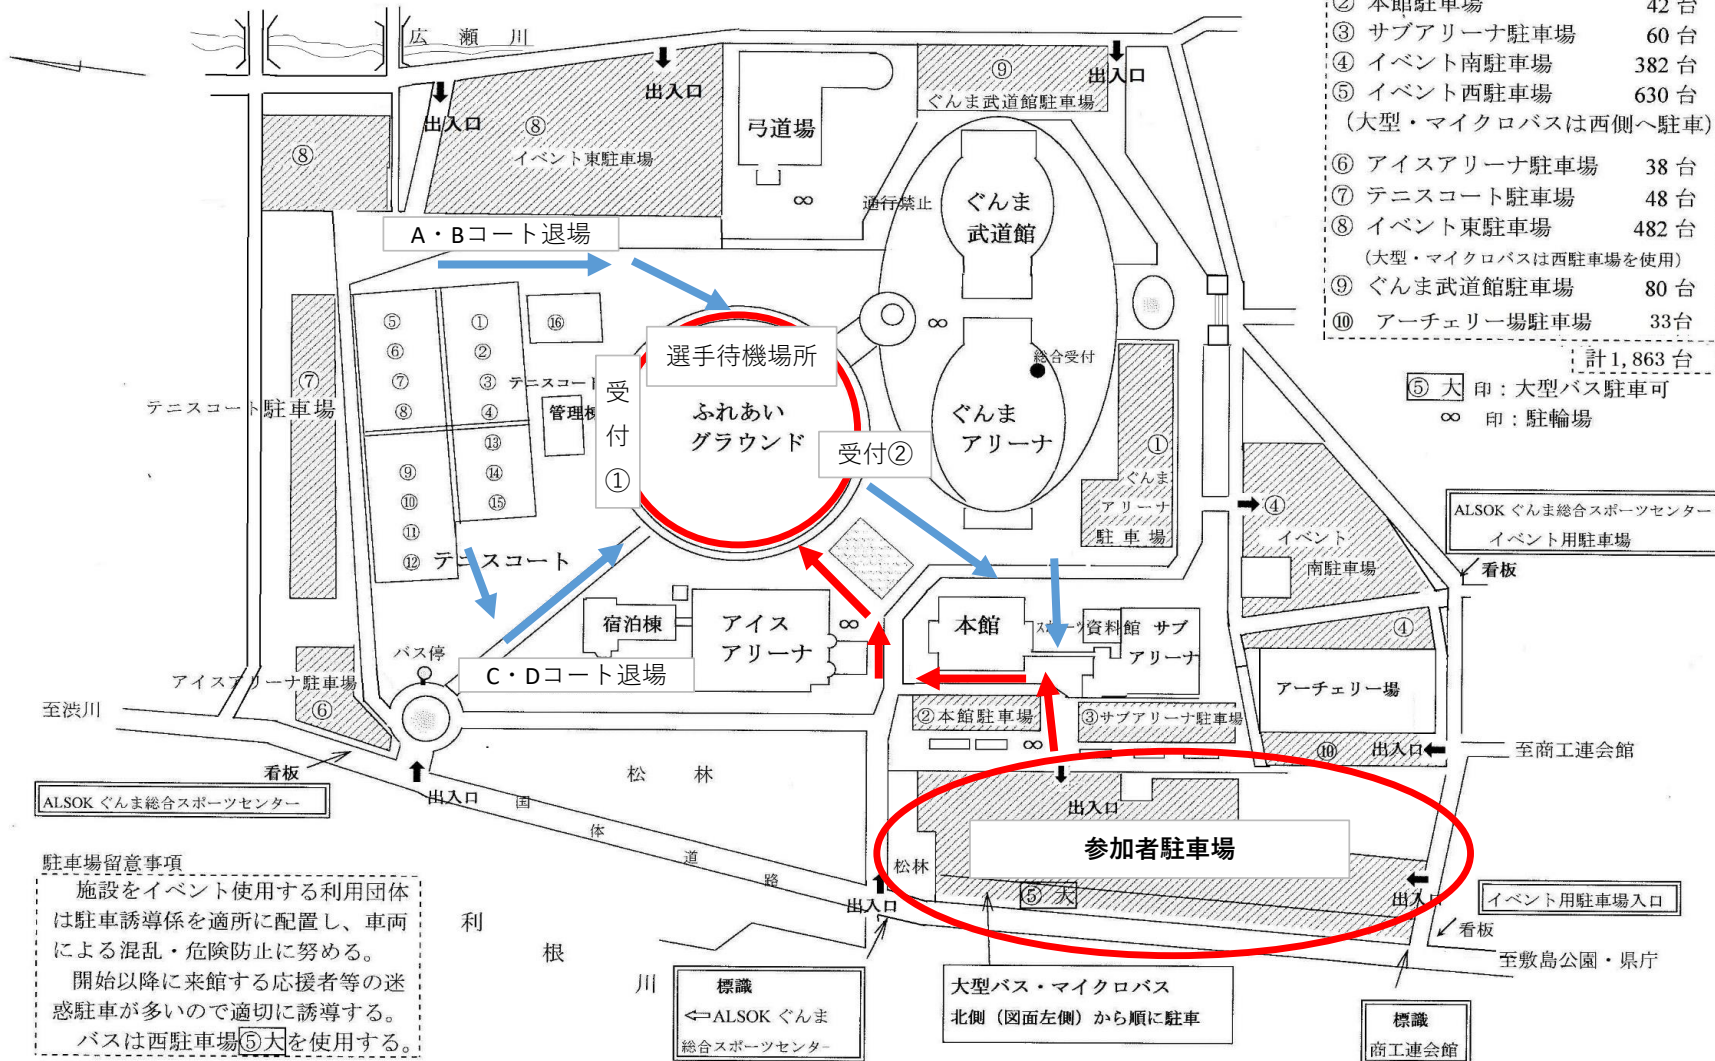 ② 本館駐車場 42 台
③ サブアリーナ駐車場 60 台
④ イベント南駐車場 382 台
⑤ イベント西駐車場 630 台
（大型・マイクロバスは西側へ駐車）
⑥ アイスアリーナ駐車場 38 台
⑦ テニスコート駐車場 48 台
⑧ イベント東駐車場 482 台
（大型・マイクロバスは西駐車場を使用）
⑨ ぐんま武道館駐車場 80 台
⑩ アーチェリー場駐車場 33台
計1,863 台
⑤ 大 印：大型バス駐車可
∞ 印：駐輪場
広瀬川
出入口
出入口
出入口
⑧
⑧
イベント東駐車場
弓道場
∞
⑨
ぐんま武道館駐車場
通行禁止
ぐんま
武道館
A・Bコート退場
選手待機場所
受付①
ふれあい
グラウンド
受付②
∞
総合受付
ぐんま
アリーナ
①
ぐんま
アリーナ
駐車場
⑤ ① ⑯
⑥ ②
⑦ ③ テニスコート
⑧ ④ 管理棟
⑬
⑨ ⑭
⑩ ⑮
⑪
⑫ テニスコート
⑦
テニスコート駐車場
④
イベント
南駐車場
ALSOK ぐんま総合スポーツセンター
イベント用駐車場
看板
④
アーチェリー場
⑩ 出入口
至商工連会館
宿泊棟
アイス
アリーナ
∞
本館
スポーツ資料館
サブ
アリーナ
C・Dコート退場
バス停
アイスアリーナ駐車場
⑥
至渋川
看板
ALSOK ぐんま総合スポーツセンター
出入口
国体道路
松林
②本館駐車場
③サブアリーナ駐車場
∞
出入口
参加者駐車場
松林
⑤ 大
出入口
出入口
イベント用駐車場入口
看板
至敷島公園・県庁
利根川
駐車場留意事項
施設をイベント使用する利用団体
は駐車誘導係を適所に配置し、車両
による混乱・危険防止に努める。
開始以降に来館する応援者等の迷
惑駐車が多いので適切に誘導する。
バスは西駐車場⑤大を使用する。
標識
⇦ALSOK ぐんま
総合スポーツセンター
大型バス・マイクロバス
北側（図面左側）から順に駐車
標識
商工連会館